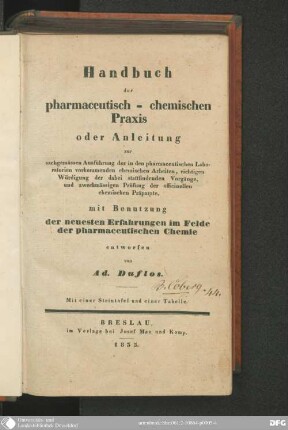 Handbuch
der
pharmaceutisch - chemischen
Praxis
oder Anleitung
zur
sachgemässen Ausführung der in den pharmaceutischen Labo-
ratorien vorkommenden chemischen Arbeiten, richtigen
Würdigung der dabei stattfindenden Vorgänge,
und zweckmässigen Prüfung der officinellen
chemischen Präparate,
mit Benutzung
der neuesten Erfahrungen im Felde
der pharmaceutischen Chemie
entworfen
von
Ad. Duflos.
Mit einer Steintafel und einer Tabelle.
BRESLAU,
im Verlage bei Josef Max und Komp.
1835.
DFG